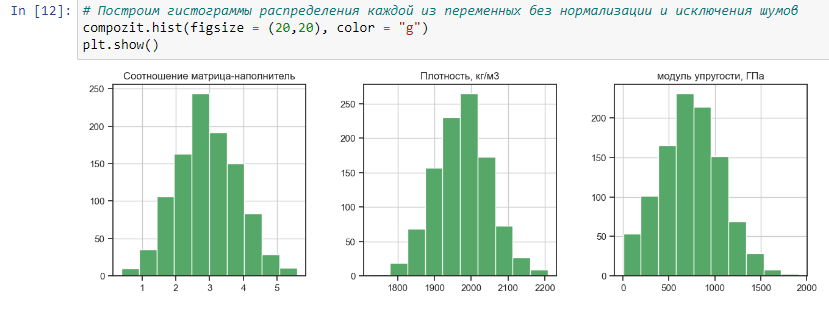 In [12]: # Построим гистограммы распределения каждой из переменных без нормализации и исключения шумов
compozit.hist(figsize = (20,20), color = "g")
plt.show()
Соотношение матрица-наполнитель
250
200
150
100
50
0
1 2 3 4 5
Плотность, кг/м3
250
200
150
100
50
0
1800 1900 2000 2100 2200
модуль упругости, ГПа
200
150
100
50
0
0 500 1000 1500 2000